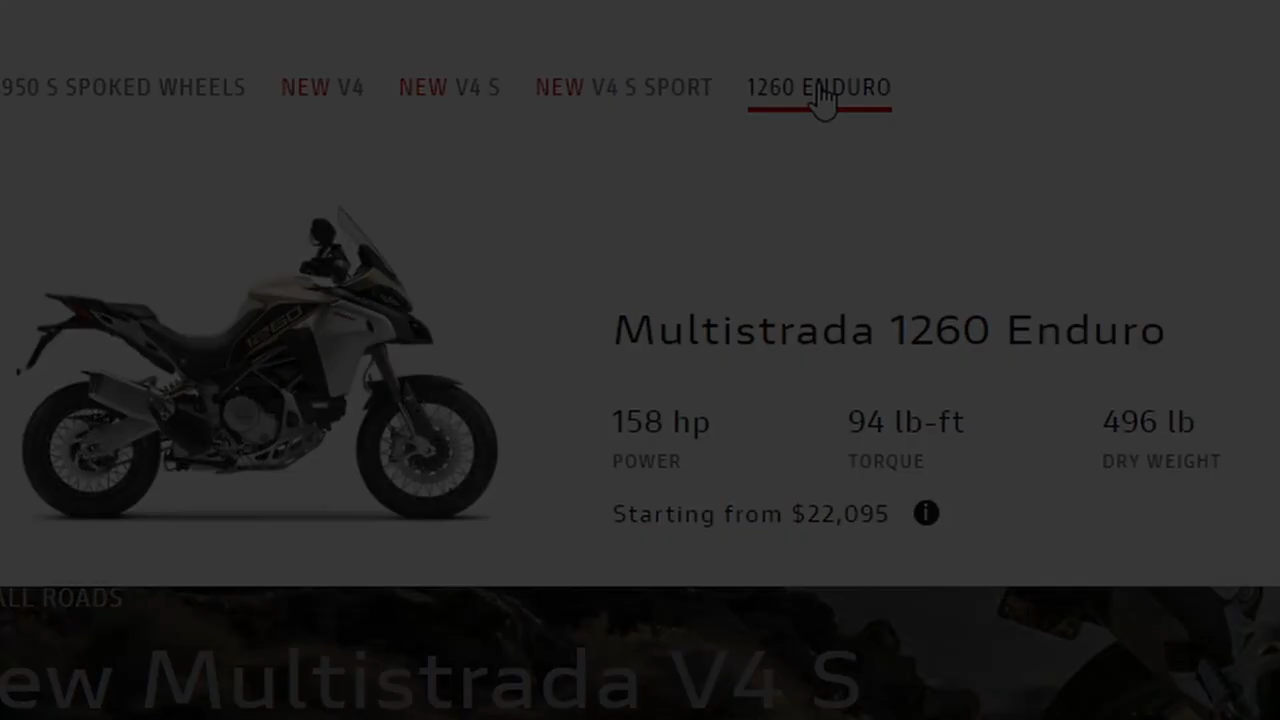 950 S SPOKED WHEELS NEW V4 NEW V4 S NEW V4 S SPORT 1260 ENDURO
1260
Multistrada 1260 Enduro
158 hp 94 lb-ft 496 lb
POWER TORQUE DRY WEIGHT
Starting from $22,095 i
ALL ROADS
ew Multistrada V4 S